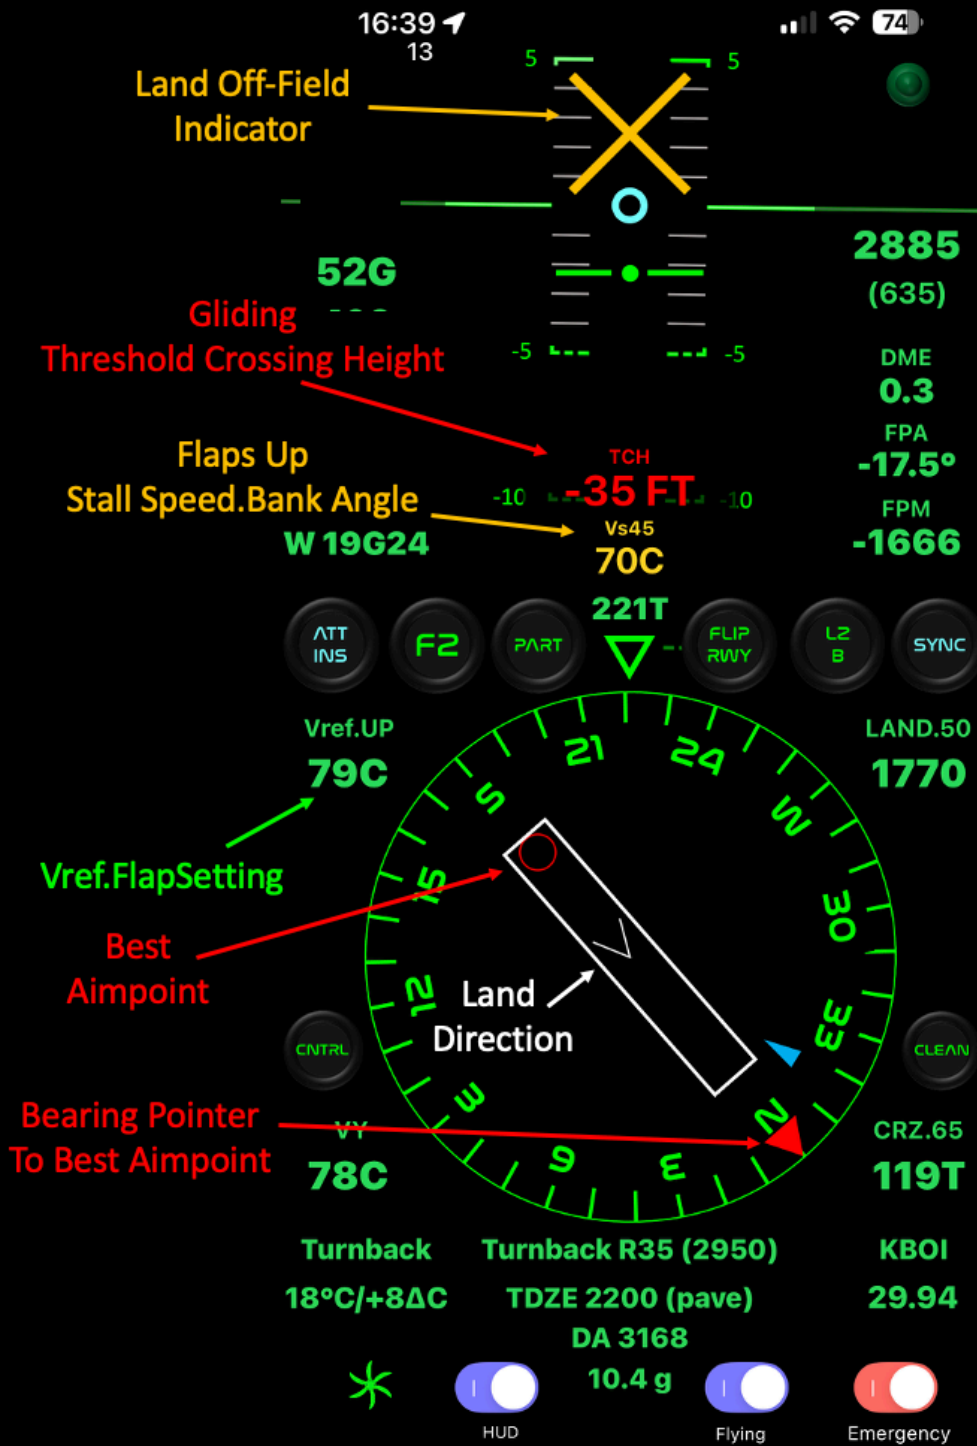 16:39
74
13
Land Off-Field
Indicator
5
5
52G
2885
(635)
Gliding
Threshold Crossing Height
-5
-5
DME
0.3
FPA
-17.5°
FPM
-1666
Flaps Up
Stall Speed.Bank Angle
TCH
-10
-35 FT
-10
Vs45
70C
W 19G24
221T
ATT
INS
F2
PART
FLIP
RWY
L2
B
SYNC
Vref.UP
79C
LAND.50
1770
21
24
S
W
15
30
12
33
E
N
6
3
Vref.FlapSetting
Best
Aimpoint
Land
Direction
CNTRL
CLEAN
Bearing Pointer
To Best Aimpoint
VY
78C
CRZ.65
119T
Turnback
Turnback R35 (2950)
KBOI
18°C/+8ΔC
TDZE 2200 (pave)
29.94
DA 3168
10.4 g
HUD
Flying
Emergency